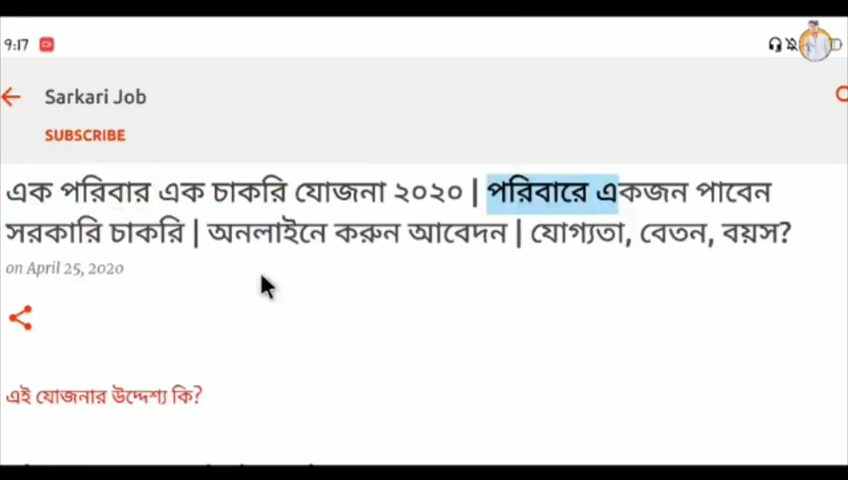 9:17
Sarkari Job
SUBSCRIBE
এক পরিবার এক চাকরি যোজনা ২০২০ | পরিবারে একজন পাবেন
সরকারি চাকরি | অনলাইনে করুন আবেদন | যোগ্যতা, বেতন, বয়স?
on April 25, 2020
এই যোজনার উদ্দেশ্য কি?